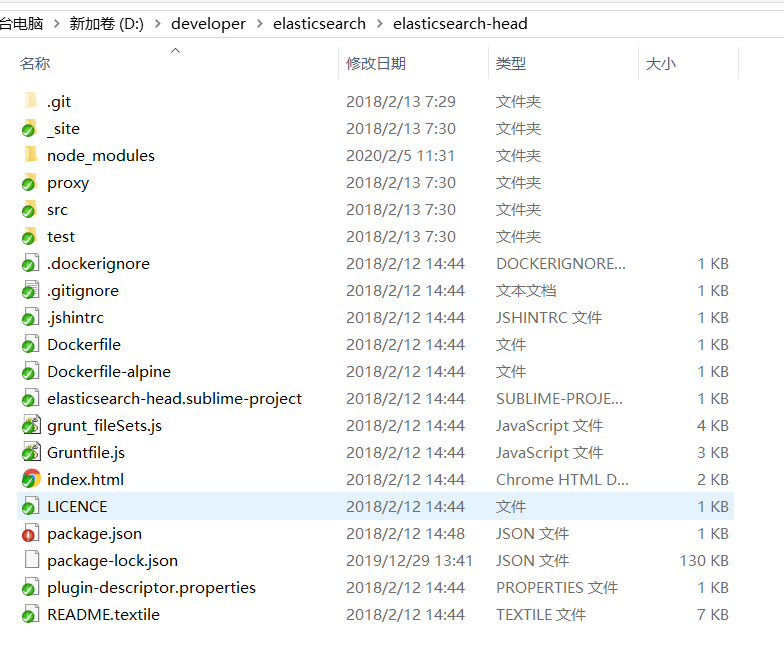 台电脑 > 新加卷 (D:) > developer > elasticsearch > elasticsearch-head
名称 修改日期 类型 大小
.git 2018/2/13 7:29 文件夹
_site 2018/2/13 7:30 文件夹
node_modules 2020/2/5 11:31 文件夹
proxy 2018/2/13 7:30 文件夹
src 2018/2/13 7:30 文件夹
test 2018/2/13 7:30 文件夹
.dockerignore 2018/2/12 14:44 DOCKERIGNORE... 1 KB
.gitignore 2018/2/12 14:44 文本文档 1 KB
.jshintrc 2018/2/12 14:44 JSHINTRC 文件 1 KB
Dockerfile 2018/2/12 14:44 文件 1 KB
Dockerfile-alpine 2018/2/12 14:44 文件 1 KB
elasticsearch-head.sublime-project 2018/2/12 14:44 SUBLIME-PROJE... 1 KB
grunt_fileSets.js 2018/2/12 14:44 JavaScript 文件 4 KB
Gruntfile.js 2018/2/12 14:44 JavaScript 文件 3 KB
index.html 2018/2/12 14:44 Chrome HTML D... 2 KB
LICENCE 2018/2/12 14:44 文件 1 KB
package.json 2018/2/12 14:48 JSON 文件 1 KB
package-lock.json 2019/12/29 13:41 JSON 文件 130 KB
plugin-descriptor.properties 2018/2/12 14:44 PROPERTIES 文件 1 KB
README.textile 2018/2/12 14:44 TEXTILE 文件 7 KB